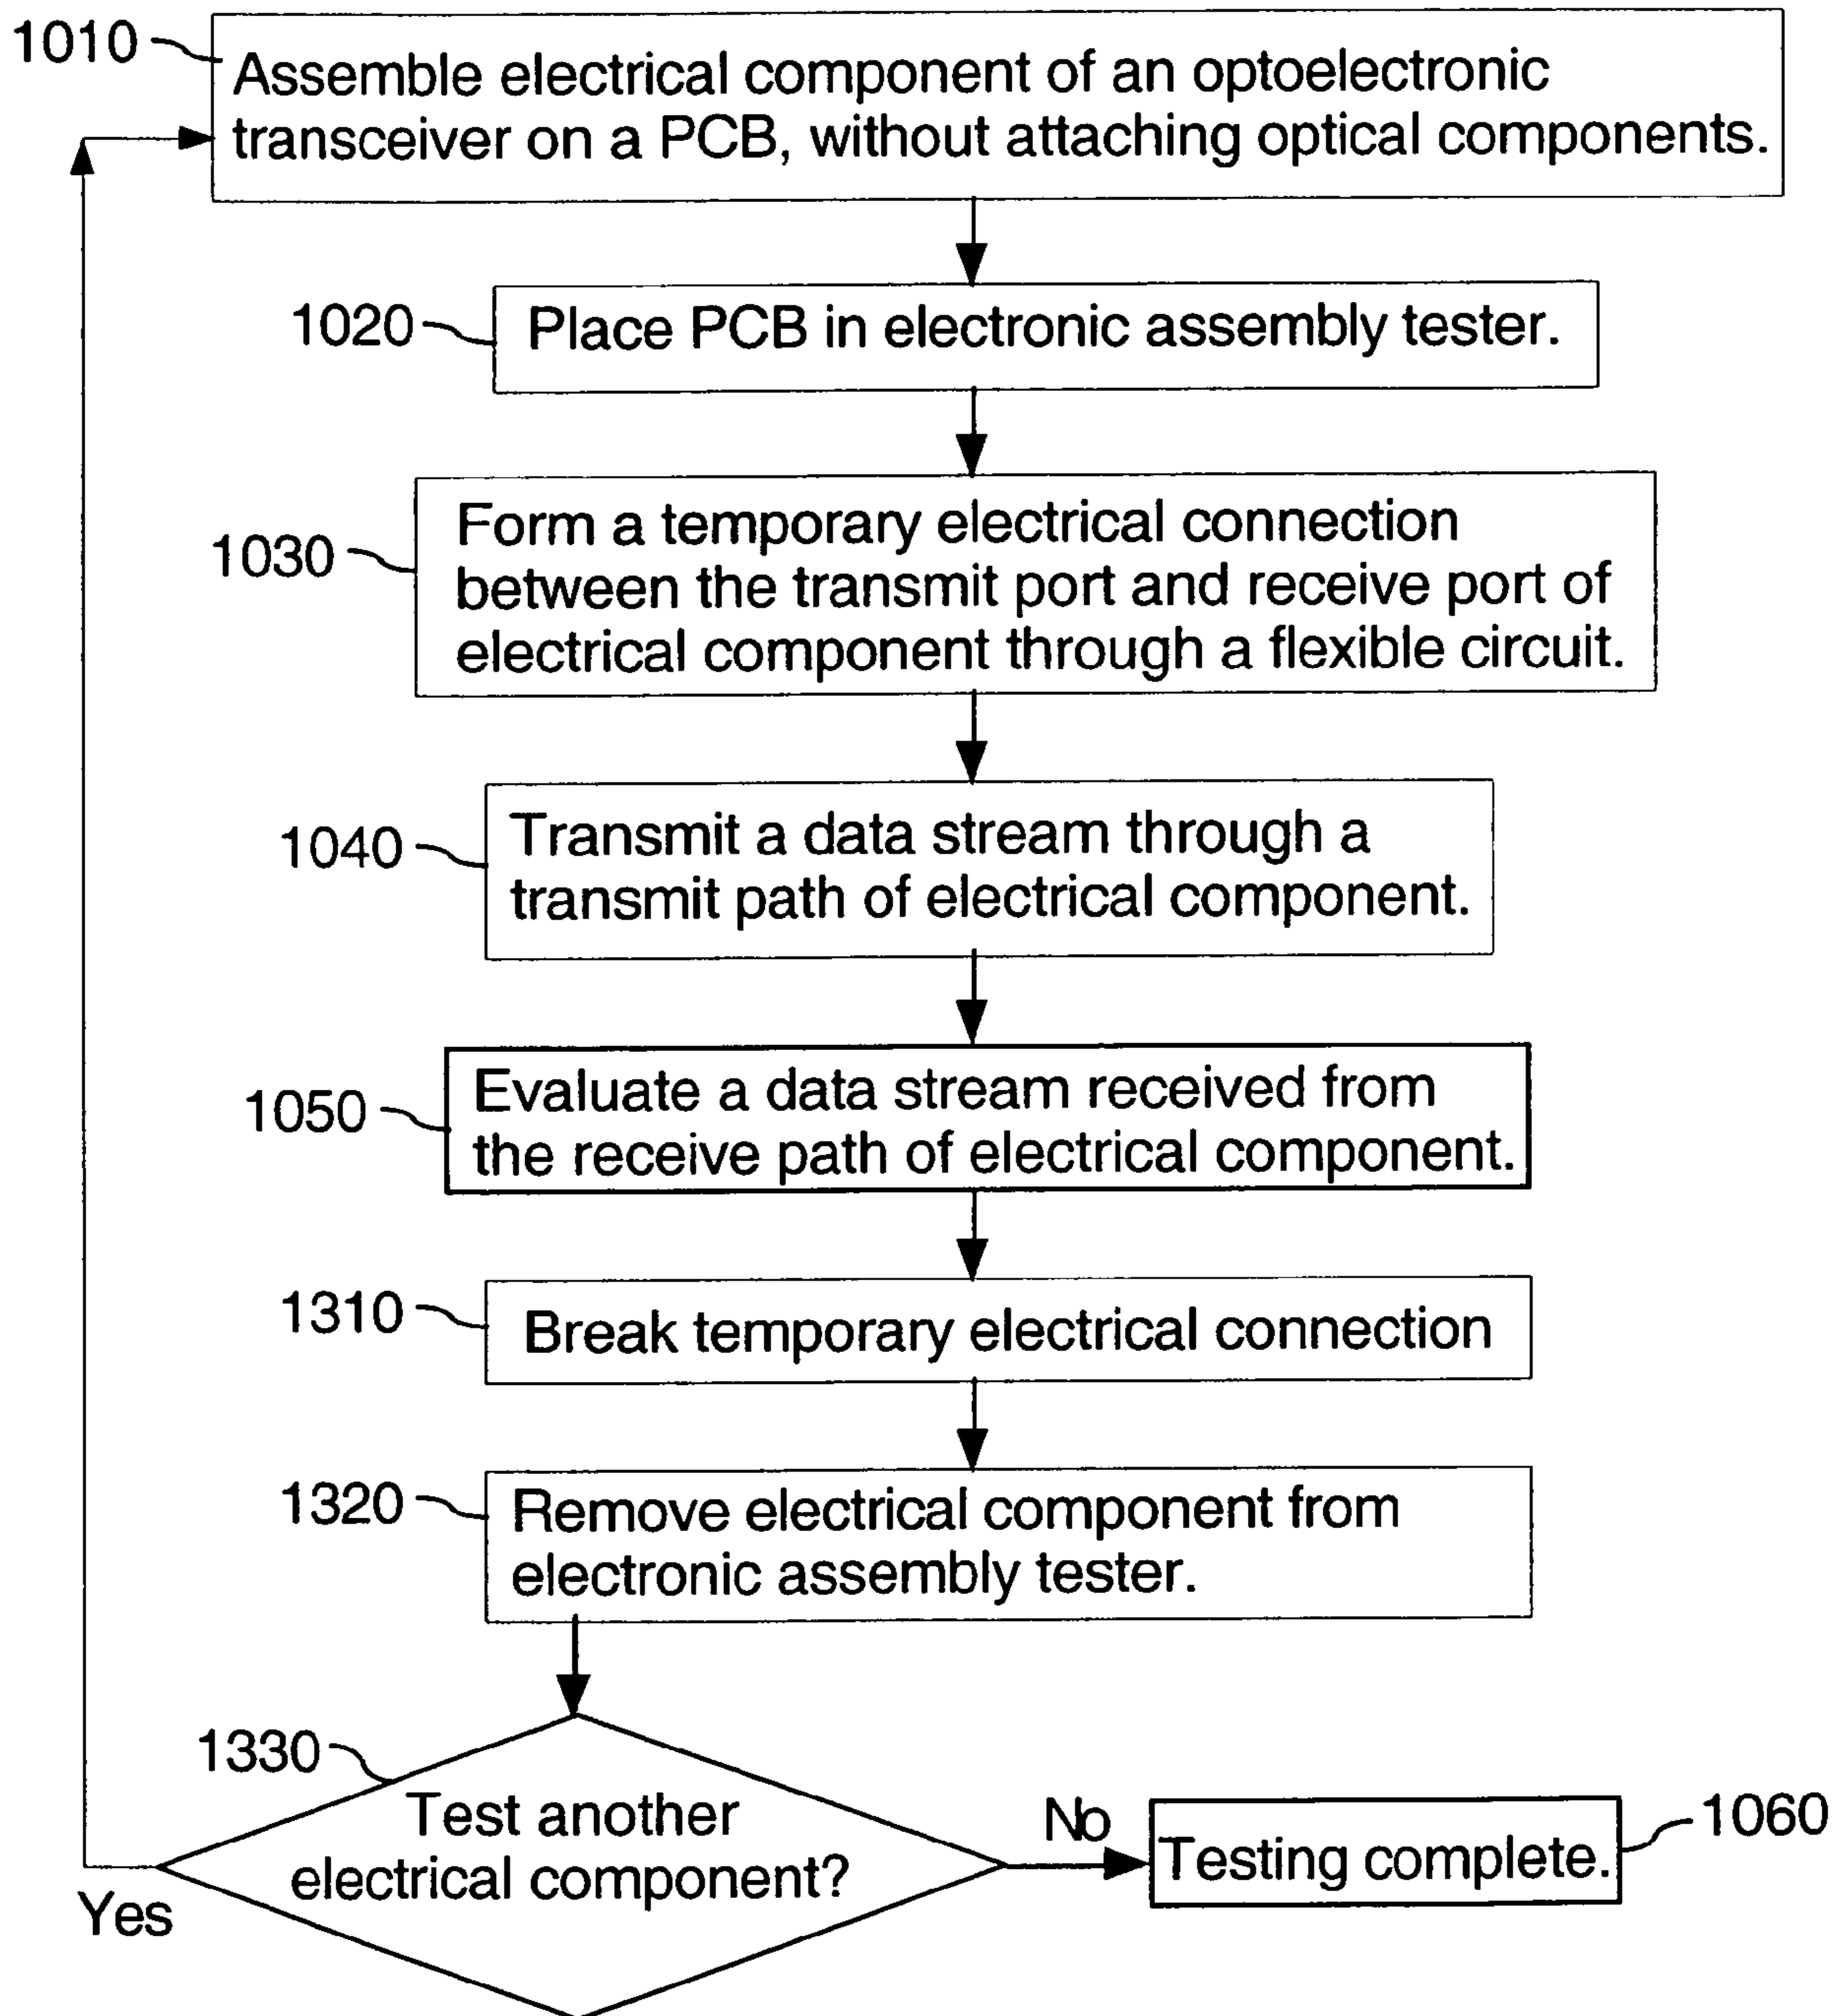 1010
Assemble electrical component of an optoelectronic
transceiver on a PCB, without attaching optical components.
1020
Place PCB in electronic assembly tester.
1030
Form a temporary electrical connection
between the transmit port and receive port of
electrical component through a flexible circuit.
1040
Transmit a data stream through a
transmit path of electrical component.
1050
Evaluate a data stream received from
the receive path of electrical component.
1310
Break temporary electrical connection
1320
Remove electrical component from
electronic assembly tester.
1330
Test another
electrical component?
Yes
No
Testing complete.
1060